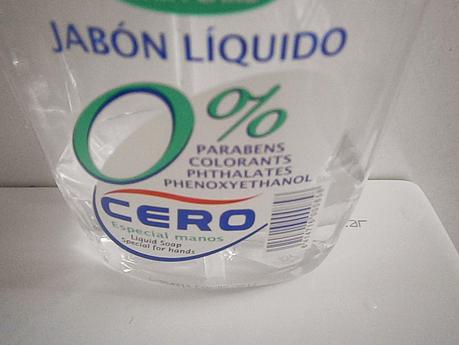 JABÓN LÍQUIDO
0%
PARABENS
COLORANTS
PHTHALATES
PHENOXYETHANOL
CERO
Especial manos
Liquid Soap
Special for hands